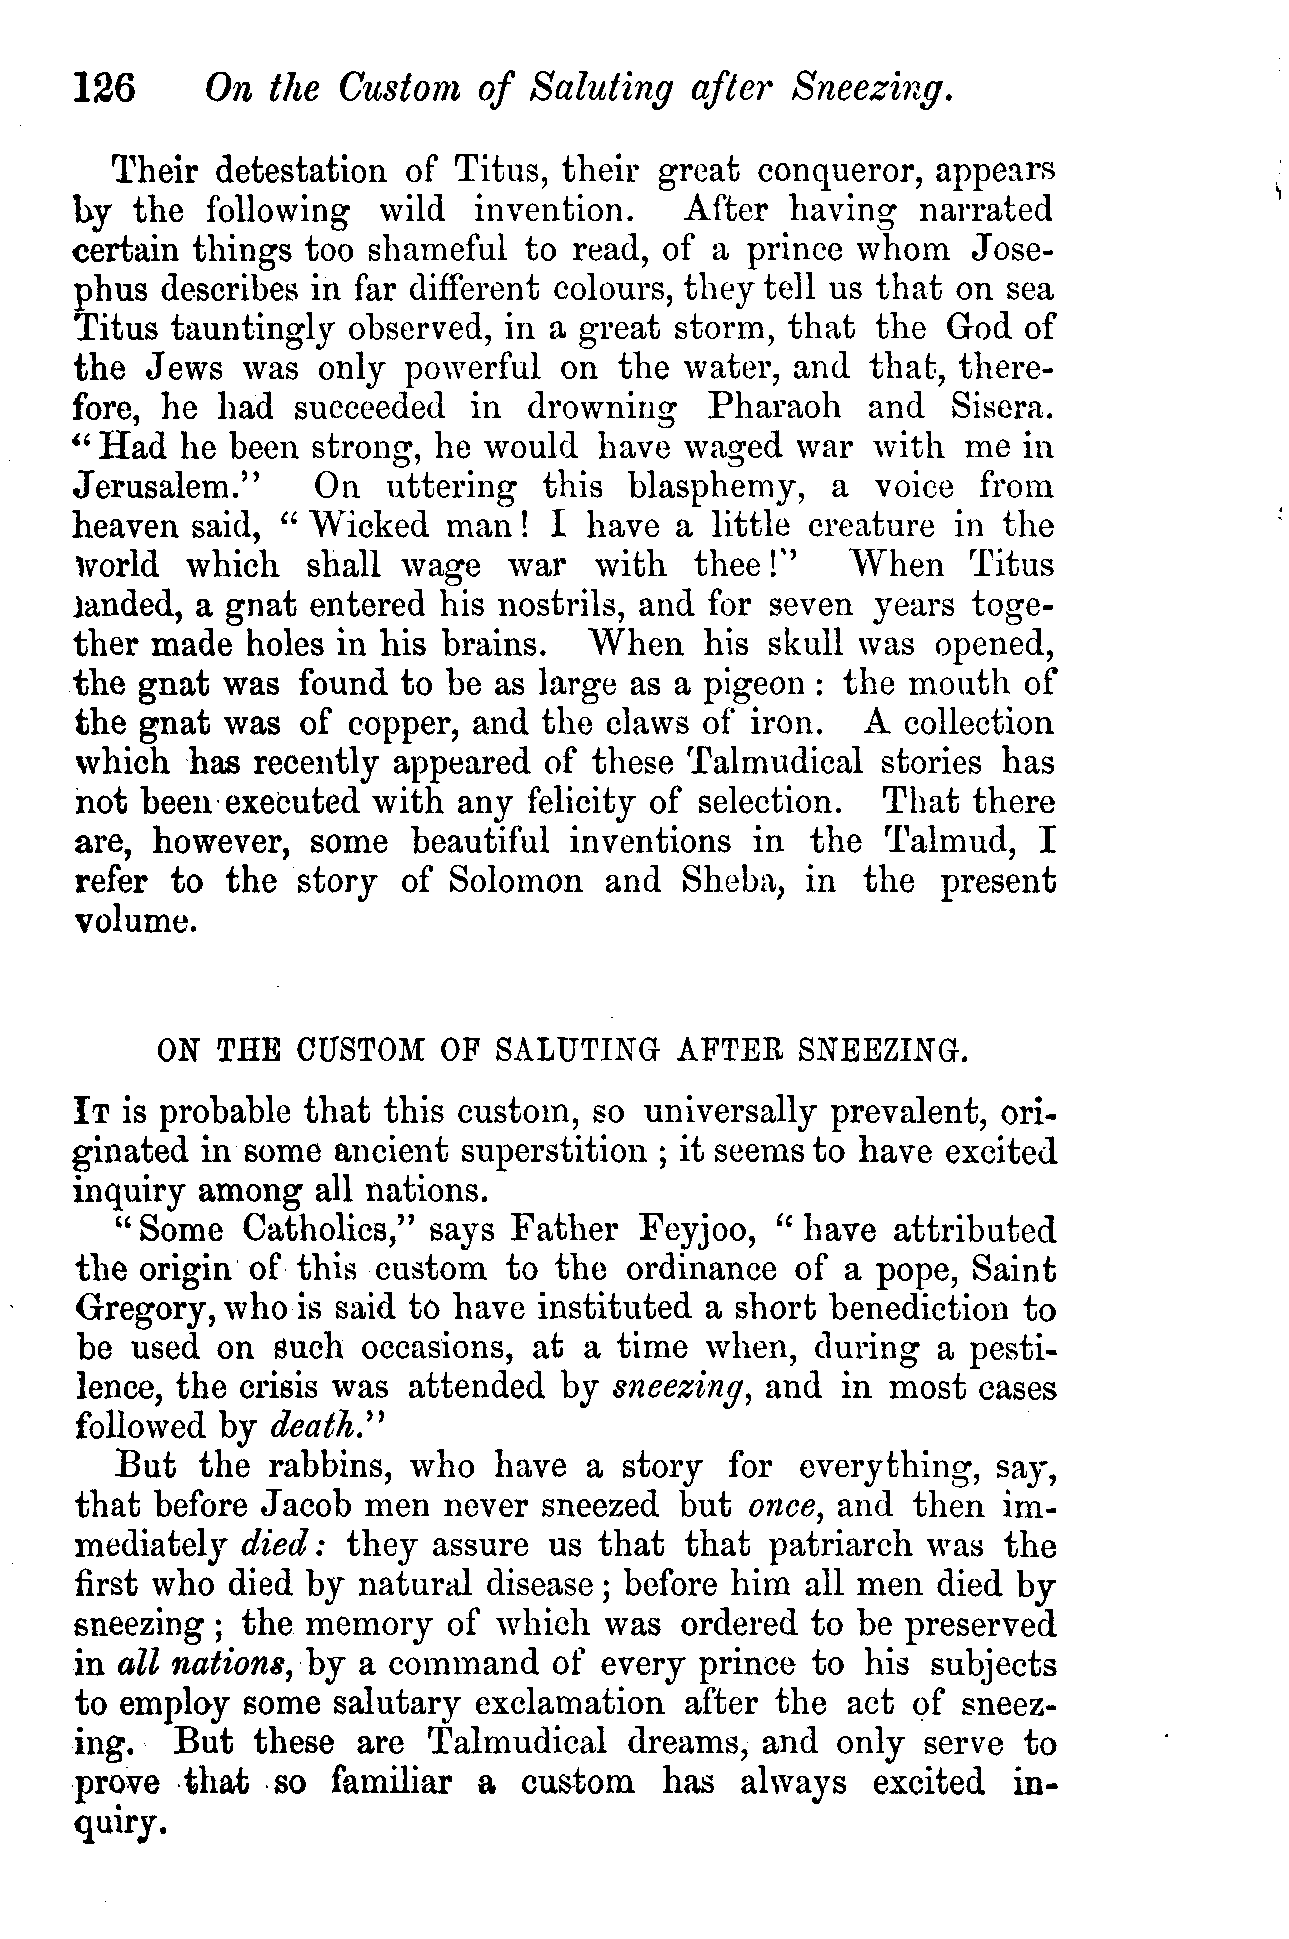 126 On the Custom of Saluting after Sneezing.
Their detestation of Titus, their great conqueror, appears
by the following wild invention. After having narrated
certain things too shameful to read, of a prince whom Jose-
phus describes in far different colours, they tell us that on sea
Titus tauntingly observed, in a great storm, that the God of
the Jews was only powerful on the water, and that, there-
fore, he had succeeded in drowning Pharaoh and Sisera.
“Had he been strong, he would have waged war with me in
Jerusalem.” On uttering this blasphemy, a voice from
heaven said, “Wicked man! I have a little creature in the
world which shall wage war with thee!” When Titus
landed, a gnat entered his nostrils, and for seven years toge-
ther made holes in his brains. When his skull was opened,
the gnat was found to be as large as a pigeon: the mouth of
the gnat was of copper, and the claws of iron. A collection
which has recently appeared of these Talmudical stories has
not been executed with any felicity of selection. That there
are, however, some beautiful inventions in the Talmud, I
refer to the story of Solomon and Sheba, in the present
volume.
ON THE CUSTOM OF SALUTING AFTER SNEEZING.
IT is probable that this custom, so universally prevalent, ori-
ginated in some ancient superstition; it seems to have excited
inquiry among all nations.
“Some Catholics,” says Father Feyjoo, “have attributed
the origin of this custom to the ordinance of a pope, Saint
Gregory, who is said to have instituted a short benediction to
be used on such occasions, at a time when, during a pesti-
lence, the crisis was attended by sneezing, and in most cases
followed by death.”
But the rabbins, who have a story for everything, say,
that before Jacob men never sneezed but once, and then im-
mediately died: they assure us that that patriarch was the
first who died by natural disease; before him all men died by
sneezing; the memory of which was ordered to be preserved
in all nations, by a command of every prince to his subjects
to employ some salutary exclamation after the act of sneez-
ing. But these are Talmudical dreams, and only serve to
prove that so familiar a custom has always excited in-
quiry.